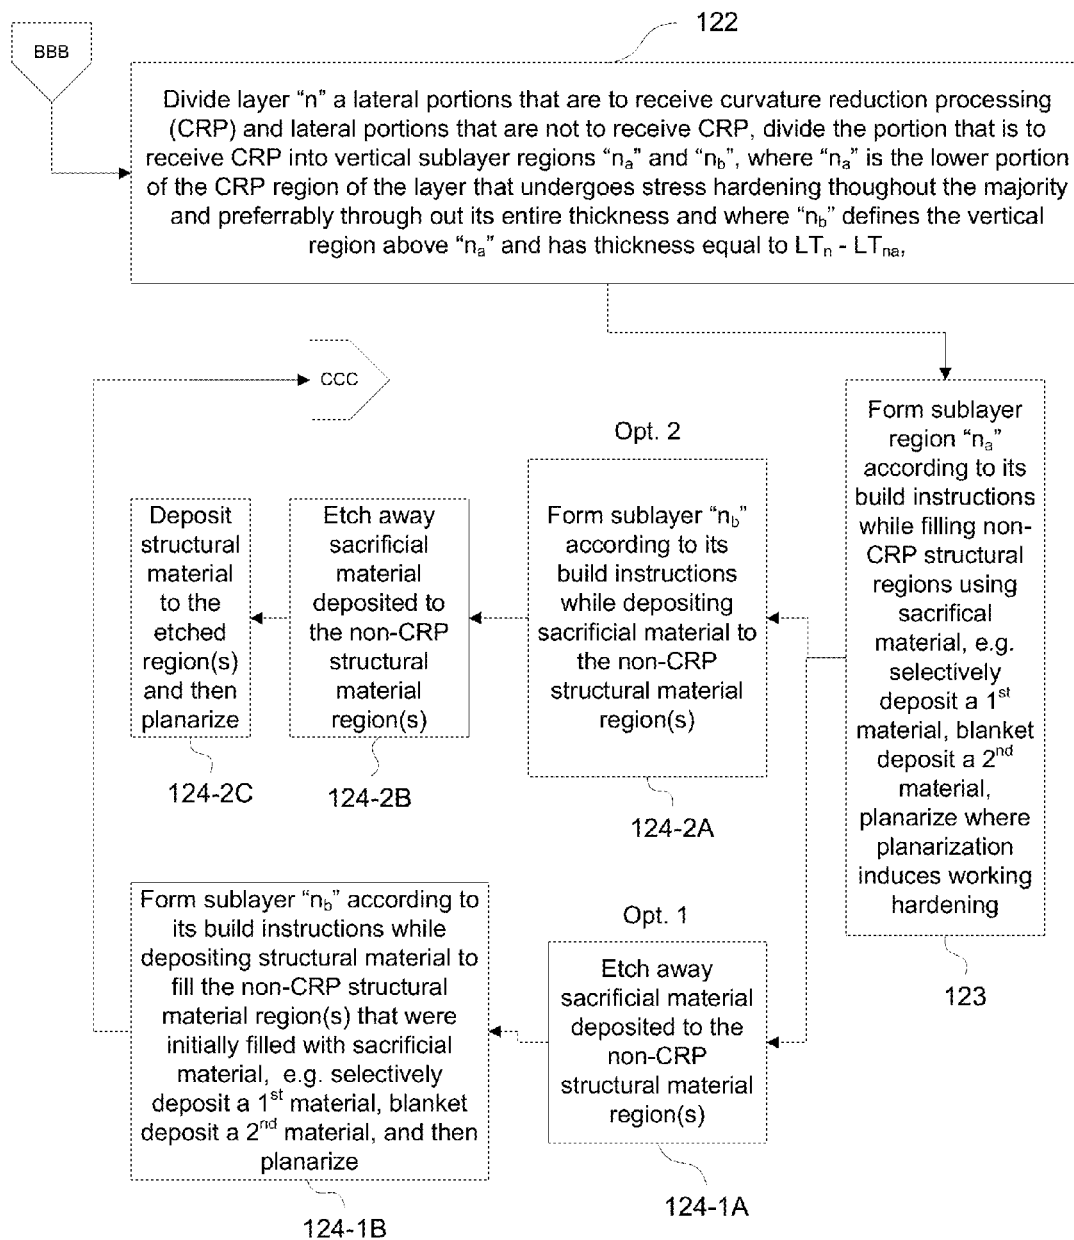 122
BBB
Divide layer “n” a lateral portions that are to receive curvature reduction processing
(CRP) and lateral portions that are not to receive CRP, divide the portion that is to
receive CRP into vertical sublayer regions “na” and “nb”, where “na” is the lower portion
of the CRP region of the layer that undergoes stress hardening thoughout the majority
and preferrably through out its entire thickness and where “nb” defines the vertical
region above “na” and has thickness equal to LTn - LTna,
CCC
Form sublayer
region “na”
according to its
build instructions
while filling non-
CRP structural
regions using
sacrifical
material, e.g.
selectively
deposit a 1st
material, blanket
deposit a 2nd
material,
planarize where
planarization
induces working
hardening
123
Opt. 2
Form sublayer “nb”
according to its
build instructions
while depositing
sacrificial material to
the non-CRP
structural material
region(s)
124-2A
Etch away
sacrificial
material
deposited to
the non-CRP
structural
material
region(s)
124-2B
Deposit
structural
material
to the
etched
region(s)
and then
planarize
124-2C
Opt. 1
Etch away
sacrificial material
deposited to the
non-CRP
structural material
region(s)
124-1A
Form sublayer “nb” according to
its build instructions while
depositing structural material to
fill the non-CRP structural
material region(s) that were
initially filled with sacrificial
material, e.g. selectively
deposit a 1st material, blanket
deposit a 2nd material, and then
planarize
124-1B